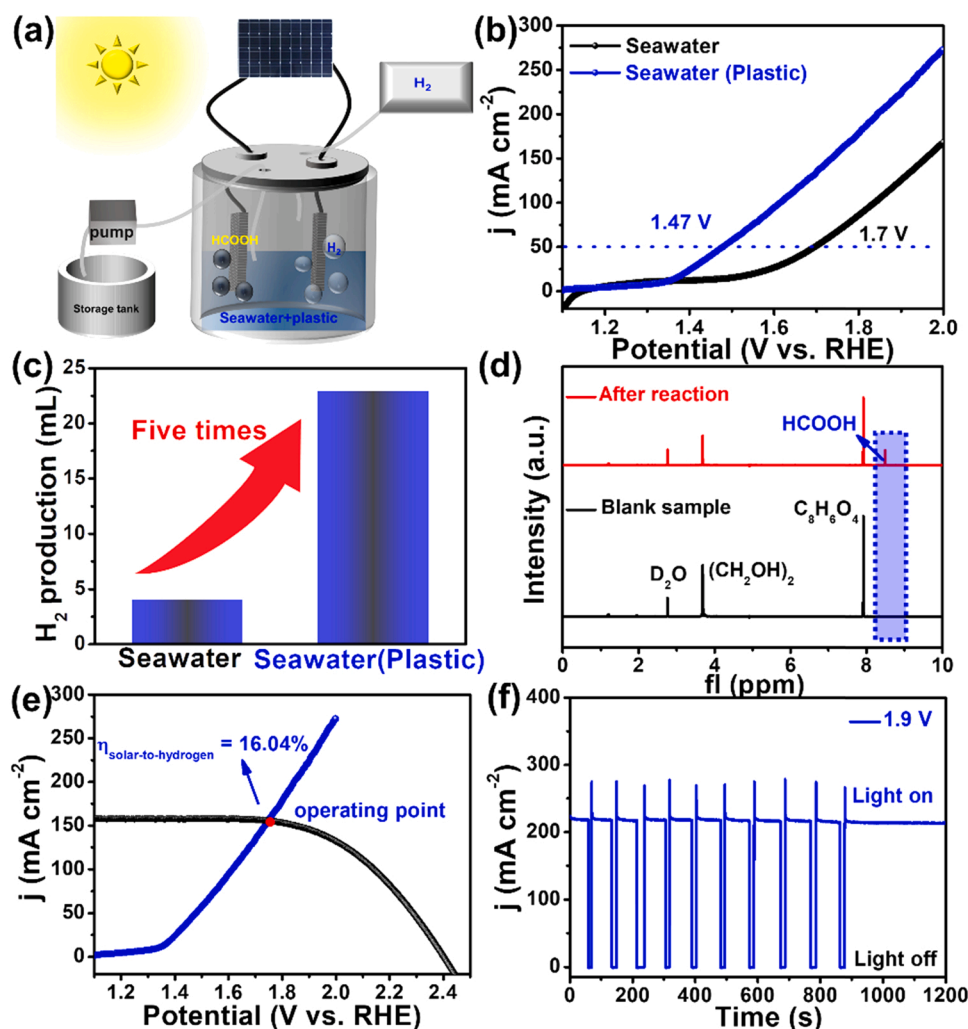 (a)
H₂
pump
Storage tank
HCOOH
H₂
Seawater+plastic
(b)
Seawater
Seawater (Plastic)
1.47 V
1.7 V
j (mA cm⁻²)
300
250
200
150
100
50
0
1.2 1.4 1.6 1.8 2.0
Potential (V vs. RHE)
(c)
Five times
H₂ production (mL)
25
20
15
10
5
0
Seawater Seawater(Plastic)
(d)
After reaction
HCOOH
Blank sample
C₈H₆O₄
D₂O
(CH₂OH)₂
Intensity (a.u.)
0 2 4 6 8 10
fl (ppm)
(e)
η solar-to-hydrogen = 16.04%
operating point
j (mA cm⁻²)
300
250
200
150
100
50
0
1.2 1.4 1.6 1.8 2.0 2.2 2.4
Potential (V vs. RHE)
(f)
1.9 V
Light on
Light off
j (mA cm⁻²)
400
300
200
100
0
0 200 400 600 800 1000 1200
Time (s)